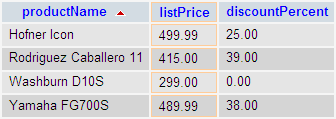 productName listPrice discountPercent
Hofner Icon 499.99 25.00
Rodriguez Caballero 11 415.00 39.00
Washburn D10S 299.00 0.00
Yamaha FG700S 489.99 38.00